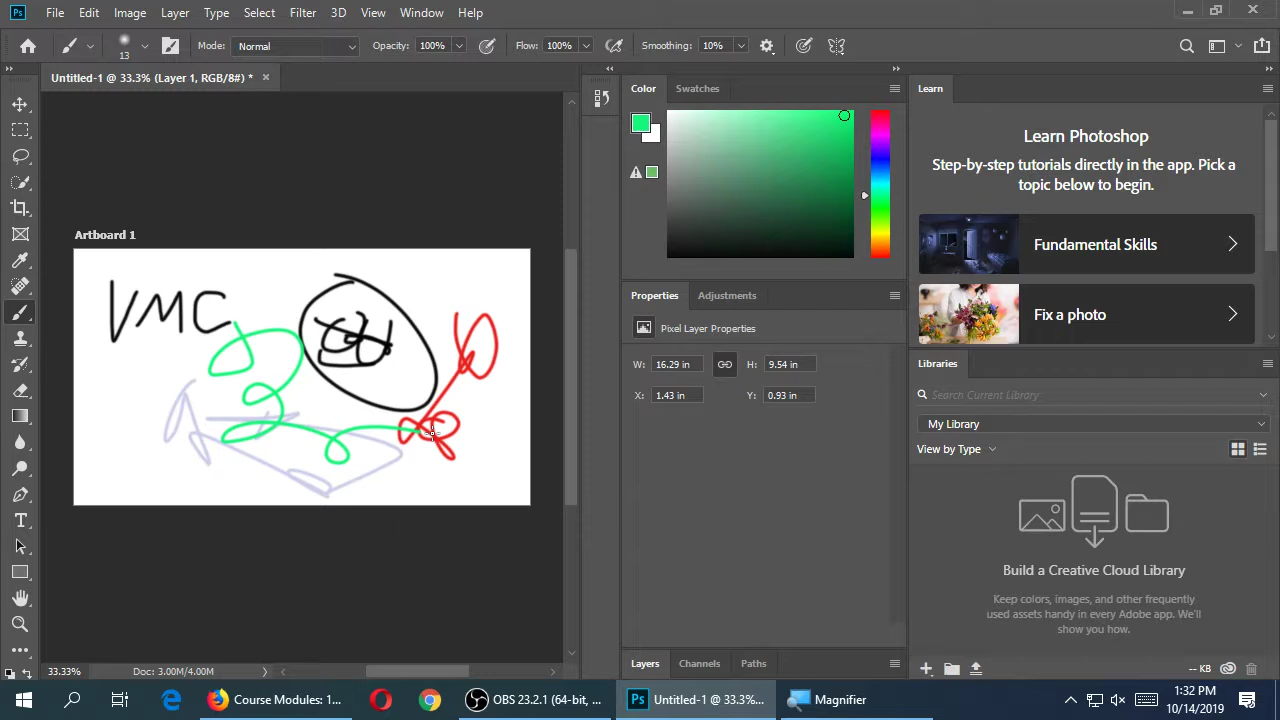 Ps File Edit Image Layer Type Select Filter 3D View Window Help
13 Mode: Normal Opacity: 100% Flow: 100% Smoothing: 10%
Untitled-1 @ 33.3% (Layer 1, RGB/8#) *
Artboard 1
VMC
33.33% Doc: 3.00M/4.00M
Color Swatches
Properties Adjustments
Pixel Layer Properties
W: 16.29 in H: 9.54 in
X: 1.43 in Y: 0.93 in
Layers Channels Paths
Learn
Learn Photoshop
Step-by-step tutorials directly in the app. Pick a
topic below to begin.
Fundamental Skills
Fix a photo
Libraries
Search Current Library
My Library
View by Type
Build a Creative Cloud Library
Keep colors, images, and other frequently
used assets handy in every Adobe app. We'll
show you how.
-- KB
Course Modules: 1... OBS 23.2.1 (64-bit, ... Ps Untitled-1 @ 33.3%... Magnifier
1:32 PM
10/14/2019